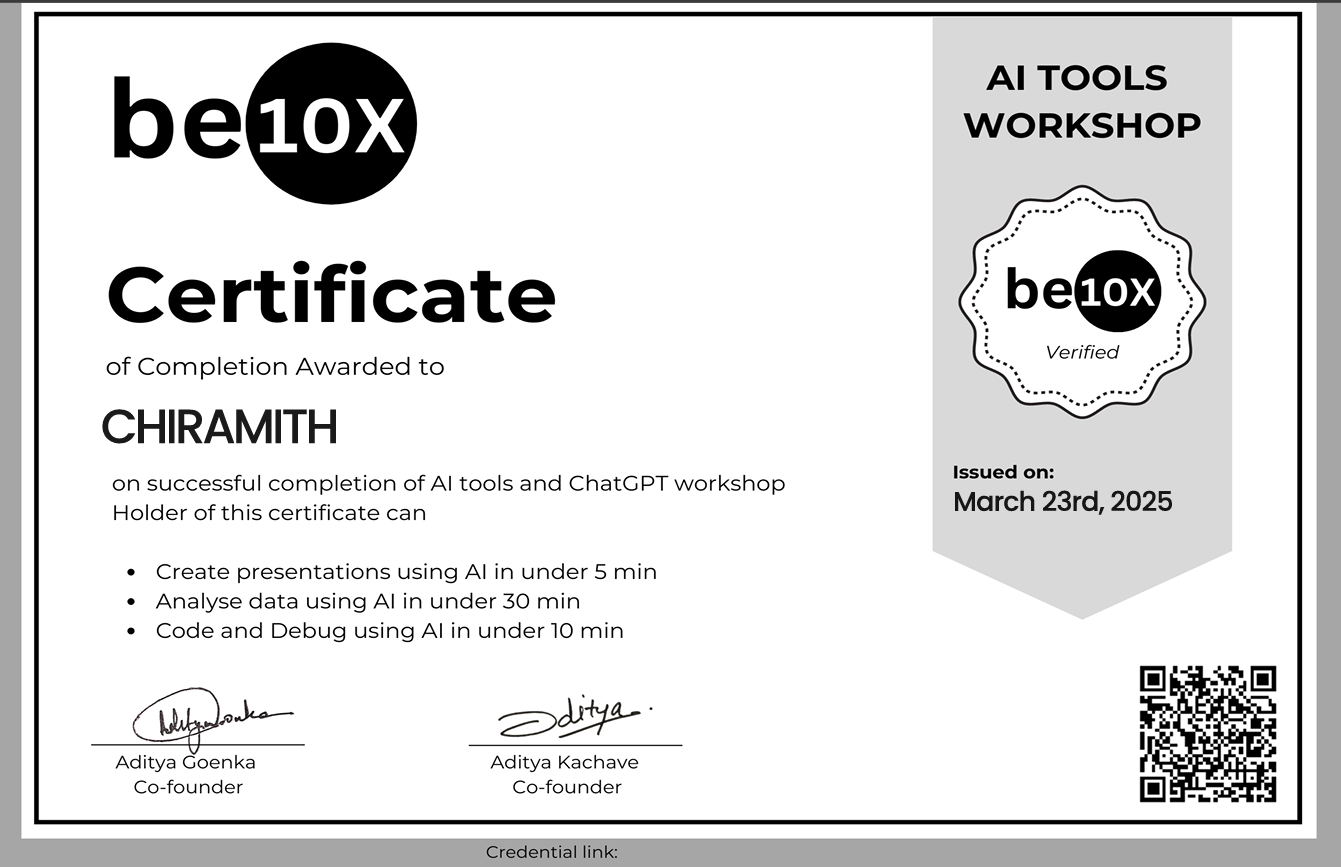 be10X
Certificate
of Completion Awarded to
CHIRAMITH
on successful completion of AI tools and ChatGPT workshop
Holder of this certificate can
• Create presentations using AI in under 5 min
• Analyse data using AI in under 30 min
• Code and Debug using AI in under 10 min
Aditya Goenka
Co-founder
Aditya.
Aditya Kachave
Co-founder
AI TOOLS
WORKSHOP
be10X
Verified
Issued on:
March 23rd, 2025
Credential link: